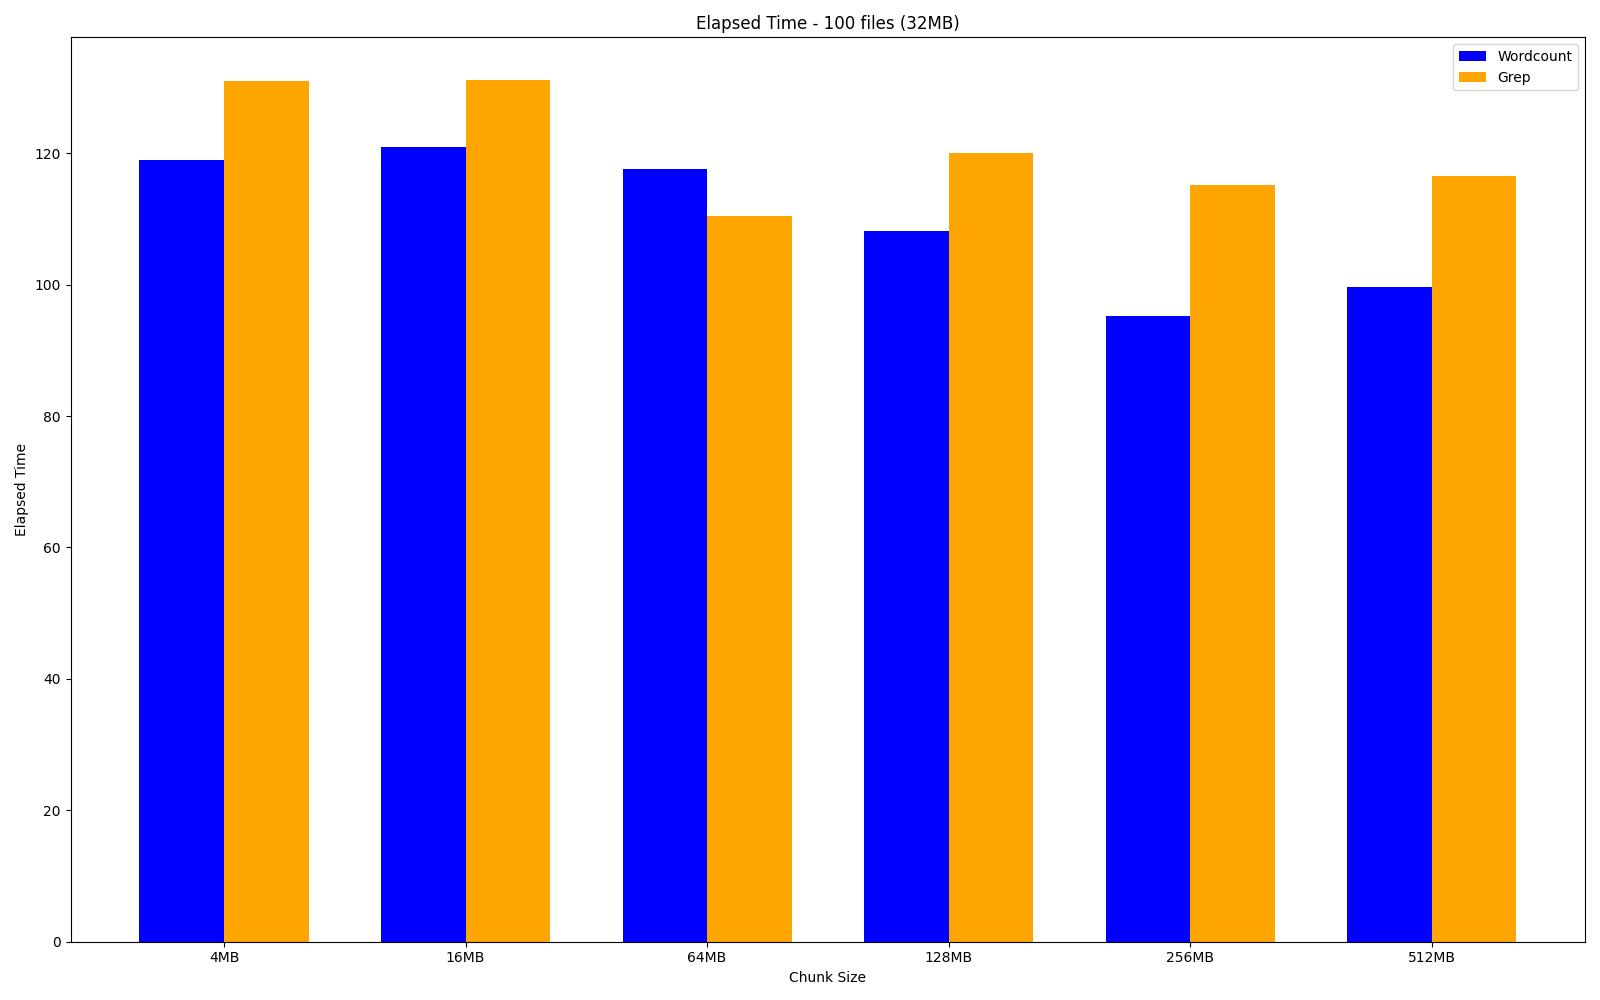 Elapsed Time - 100 files (32MB)
Wordcount
Grep
Elapsed Time
120
100
80
60
40
20
0
4MB 16MB 64MB 128MB 256MB 512MB
Chunk Size